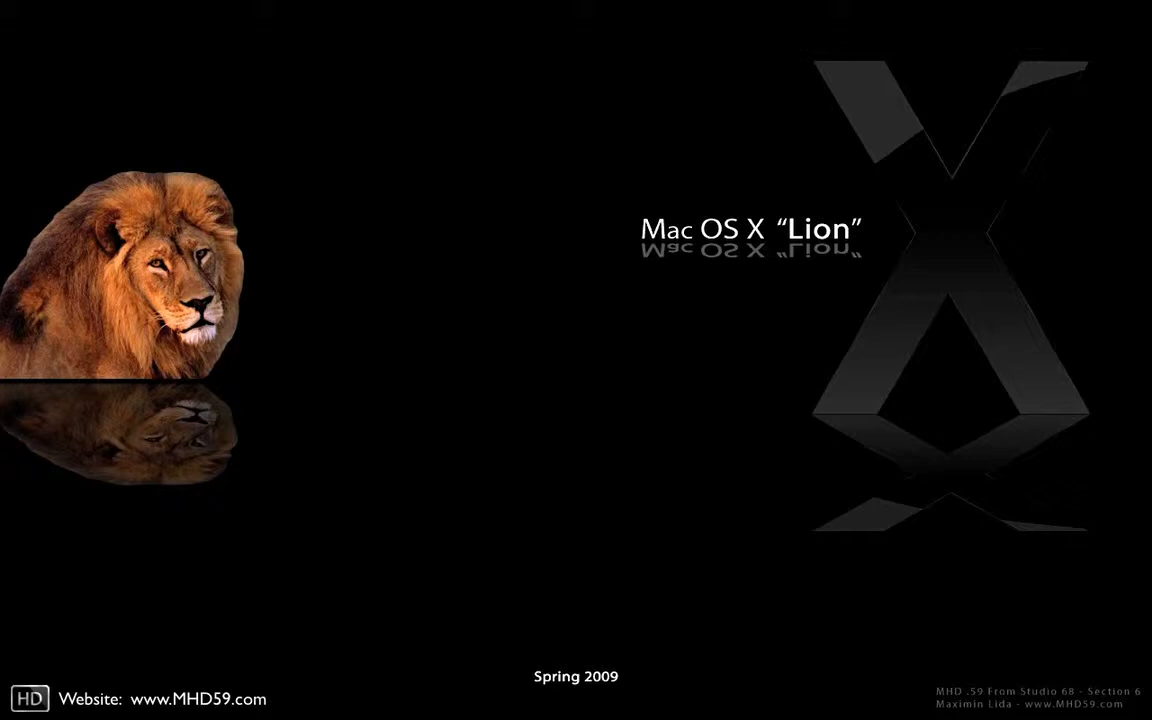 Mac OS X “Lion”
Spring 2009
HD Website: www.MHD59.com
MHD .59 From Studio 68 - Section 6
Maximin Lida - www.MHD59.com